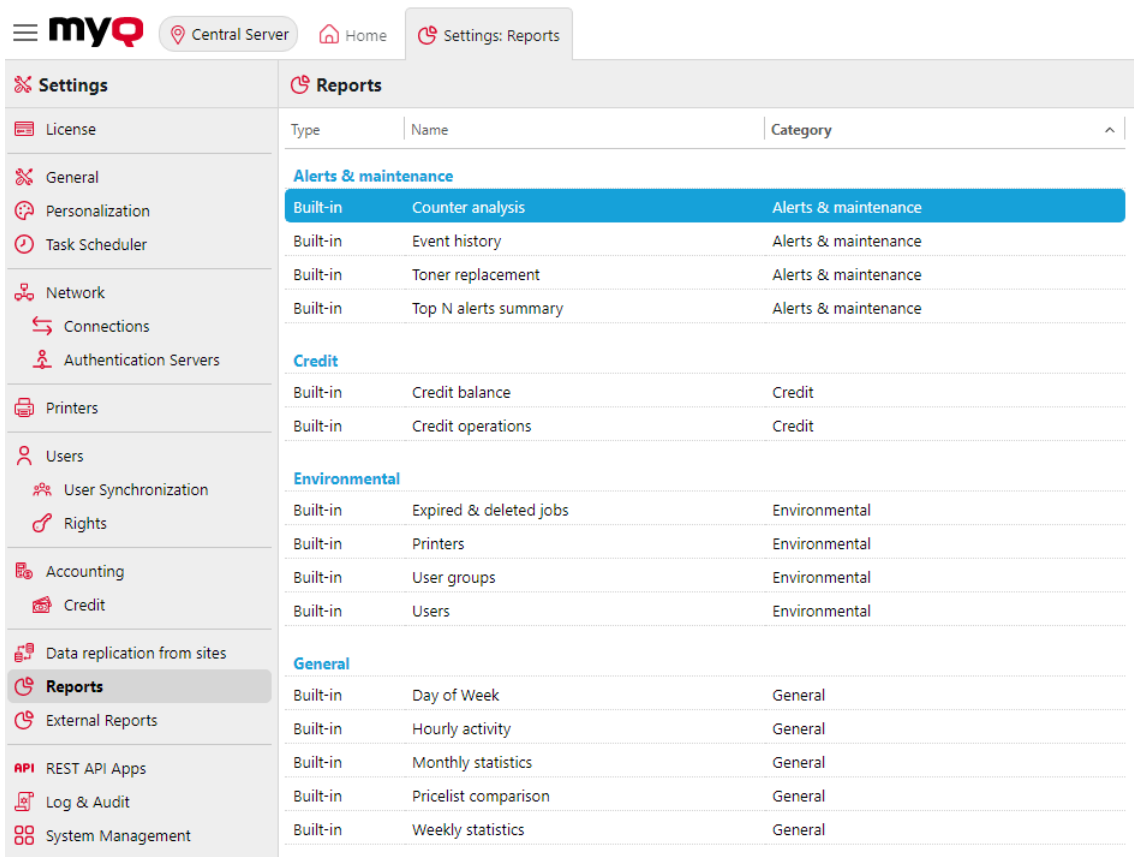 myQ Central Server Home Settings: Reports
Settings
License
General
Personalization
Task Scheduler
Network
Connections
Authentication Servers
Printers
Users
User Synchronization
Rights
Accounting
Credit
Data replication from sites
Reports
External Reports
API REST API Apps
Log & Audit
System Management
Reports
Type Name Category
Alerts & maintenance
Built-in Counter analysis Alerts & maintenance
Built-in Event history Alerts & maintenance
Built-in Toner replacement Alerts & maintenance
Built-in Top N alerts summary Alerts & maintenance
Credit
Built-in Credit balance Credit
Built-in Credit operations Credit
Environmental
Built-in Expired & deleted jobs Environmental
Built-in Printers Environmental
Built-in User groups Environmental
Built-in Users Environmental
General
Built-in Day of Week General
Built-in Hourly activity General
Built-in Monthly statistics General
Built-in Pricelist comparison General
Built-in Weekly statistics General